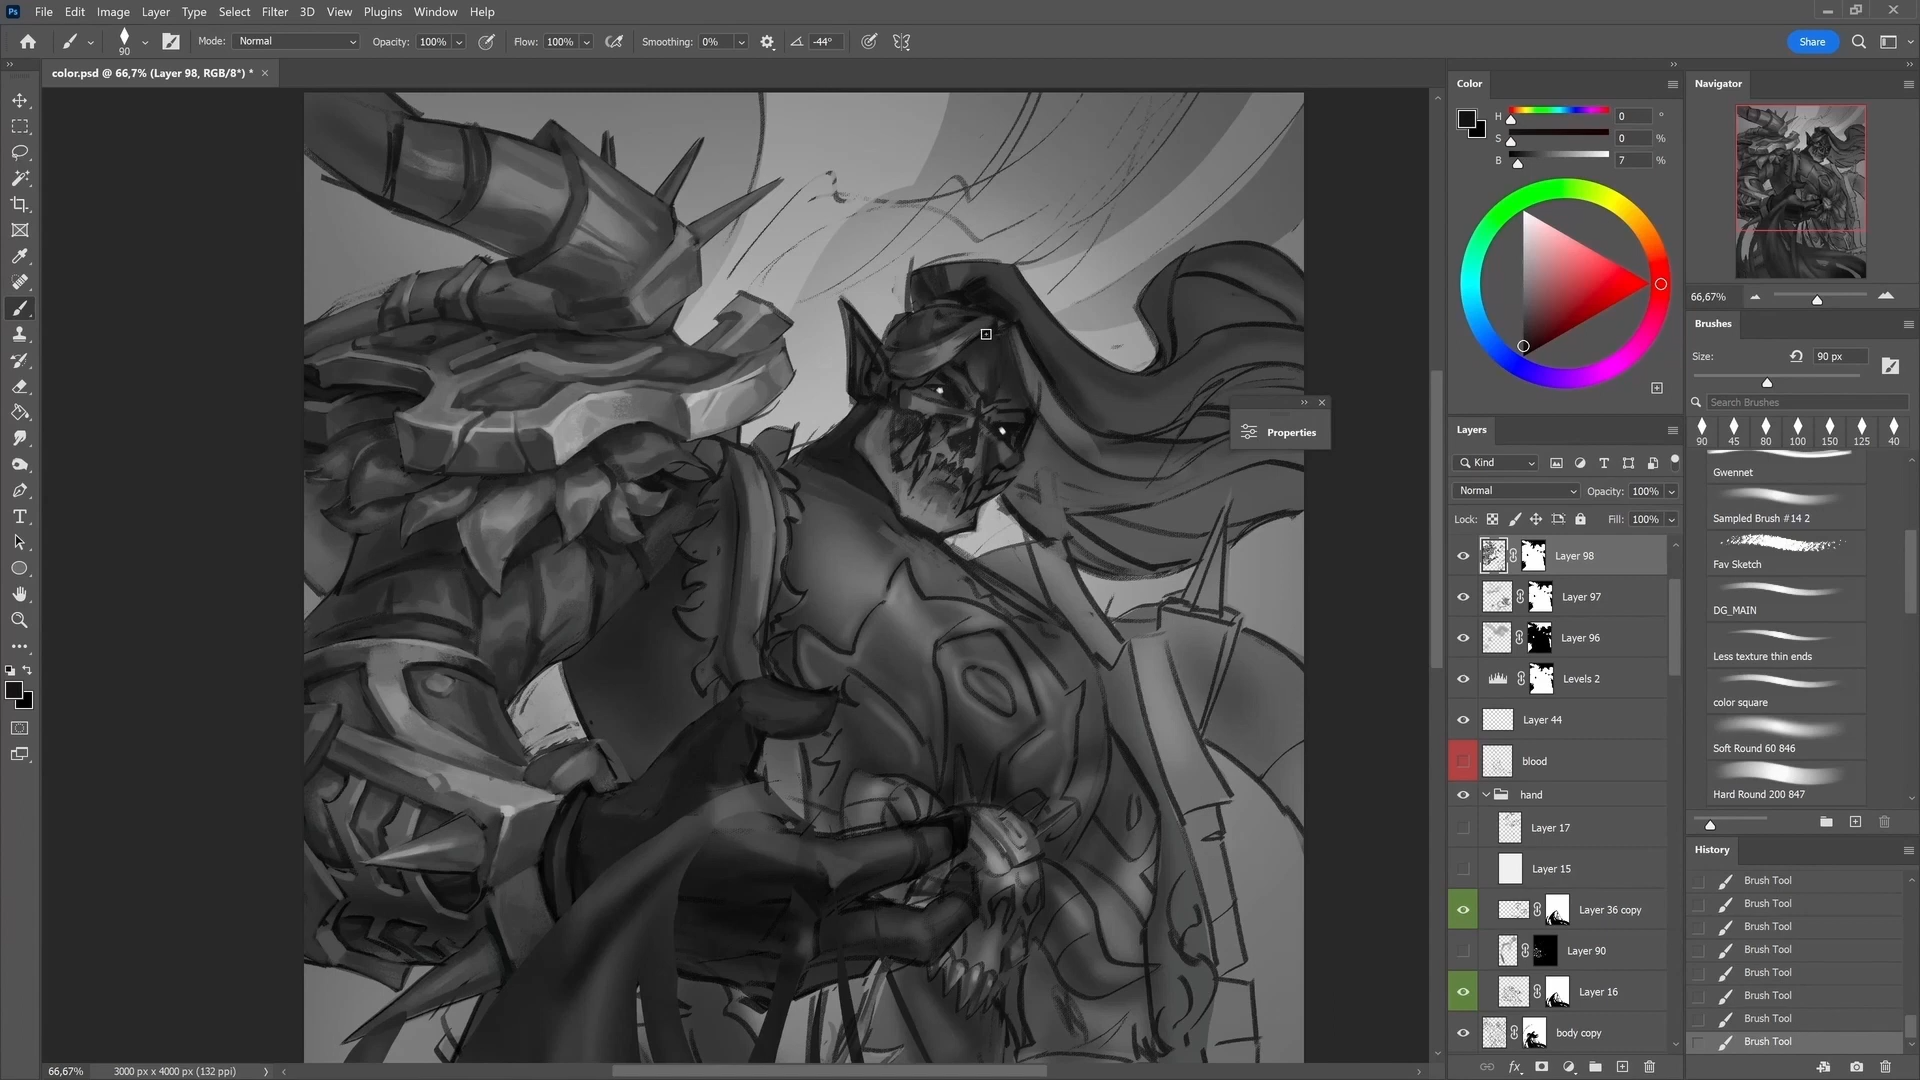 Ps File Edit Image Layer Type Select Filter 3D View Plugins Window Help
90 Mode: Normal Opacity: 100% Flow: 100% Smoothing: 0% -44° Share
color.psd @ 66,7% (Layer 98, RGB/8*) *
Color
H 0 °
S 0 %
B 7 %
Navigator
66,67%
Brushes
Size: 90 px
Search Brushes
90 45 80 100 150 125 40
Gwennet
Sampled Brush #14 2
Fav Sketch
DG_MAIN
Less texture thin ends
color square
Soft Round 60 846
Hard Round 200 847
Properties
Layers
Kind
Normal Opacity: 100%
Lock: Fill: 100%
Layer 98
Layer 97
Layer 96
Levels 2
Layer 44
blood
hand
Layer 17
Layer 15
Layer 36 copy
Layer 90
Layer 16
body copy
fx
History
Brush Tool
Brush Tool
Brush Tool
Brush Tool
Brush Tool
Brush Tool
Brush Tool
Brush Tool
66,67% 3000 px x 4000 px (132 ppi)